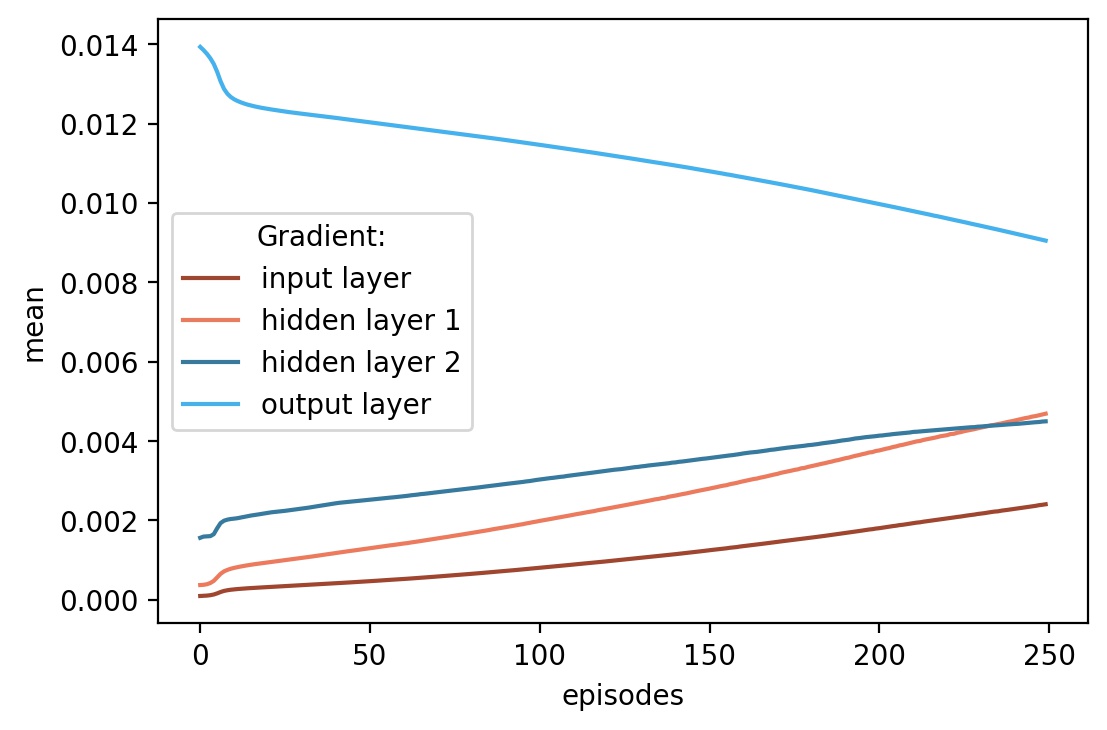 0.014
0.012
0.010
0.008
0.006
0.004
0.002
0.000
mean
Gradient:
input layer
hidden layer 1
hidden layer 2
output layer
0 50 100 150 200 250
episodes